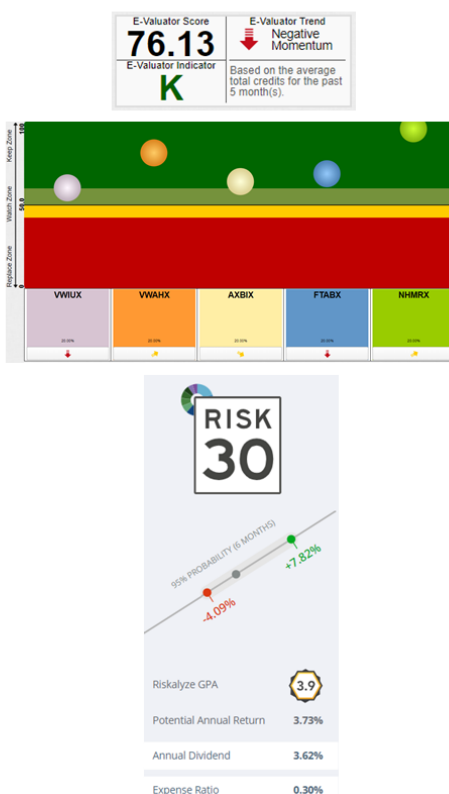 E-Valuator Score
76.13
E-Valuator Indicator
K
E-Valuator Trend
Negative
Momentum
Based on the average
total credits for the past
5 month(s).
Keep Zone
Watch Zone
Replace Zone
100
50.0
0
VWIUX
VWAHX
AXBIX
FTABX
NHMRX
20.00%
20.00%
20.00%
20.00%
20.00%
RISK
30
95% PROBABILITY (6 MONTHS)
+7.82%
-4.09%
Riskalyze GPA 3.9
Potential Annual Return 3.73%
Annual Dividend 3.62%
Expense Ratio 0.30%